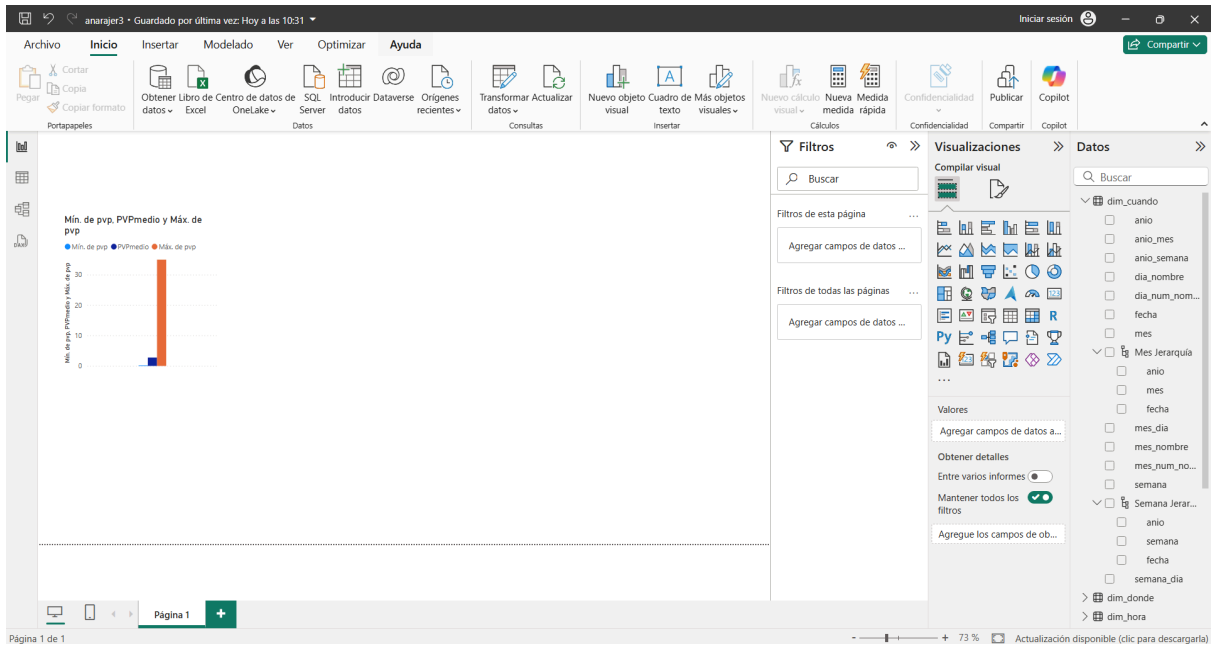 anarajer3 • Guardado por última vez: Hoy a las 10:31
Iniciar sesión
Archivo Inicio Insertar Modelado Ver Optimizar Ayuda
Compartir
Pegar
Cortar
Copia
Copiar formato
Portapapeles
Obtener datos
Libro de Excel
Centro de datos de OneLake
SQL Server
Introducir datos
Dataverse
Orígenes recientes
Datos
Transformar datos
Actualizar
Consultas
Nuevo objeto visual
Cuadro de texto
Más objetos visuales
Insertar
Nuevo cálculo visual
Nueva medida
Medida rápida
Cálculos
Confidencialidad
Confidencialidad
Publicar
Compartir
Copilot
Copilot
Mín. de pvp, PVPmedio y Máx. de
pvp
Mín. de pvp PVPmedio Máx. de pvp
Mín. de pvp, PVPmedio y Máx. de pvp
30
20
10
0
Filtros
Buscar
Filtros de esta página ...
Agregar campos de datos ...
Filtros de todas las páginas ...
Agregar campos de datos ...
Visualizaciones
Compilar visual
123
R
Py
...
Valores
Agregar campos de datos a...
Obtener detalles
Entre varios informes
Mantener todos los
filtros
Agregue los campos de ob...
Datos
Buscar
dim_cuando
anio
anio_mes
anio_semana
dia_nombre
dia_num_nom...
fecha
mes
Mes Jerarquía
anio
mes
fecha
mes_dia
mes_nombre
mes_num_no...
semana
Semana Jerar...
anio
semana
fecha
semana_dia
dim_donde
dim_hora
Página 1
+
Página 1 de 1
- + 73 %
Actualización disponible (clic para descargarla)